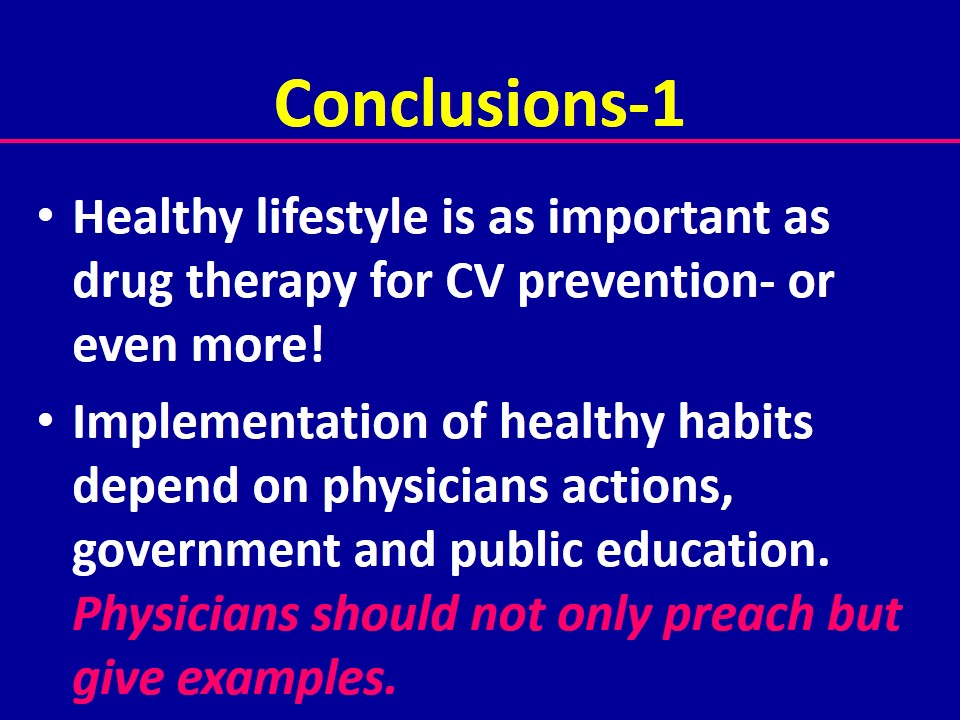 Conclusions-1
• Healthy lifestyle is as important as
drug therapy for CV prevention- or
even more!
• Implementation of healthy habits
depend on physicians actions,
government and public education.
Physicians should not only preach but
give examples.